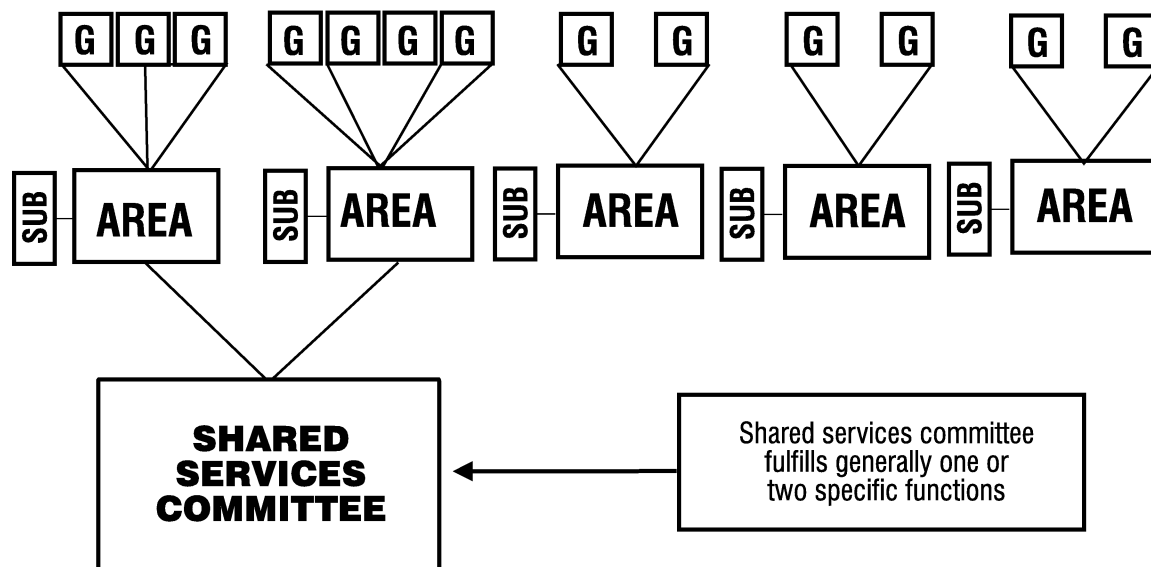 G G G G G G G G G G G G G
SUB AREA SUB AREA SUB AREA SUB AREA SUB AREA
SHARED
SERVICES
COMMITTEE
Shared services committee
fulfills generally one or
two specific functions